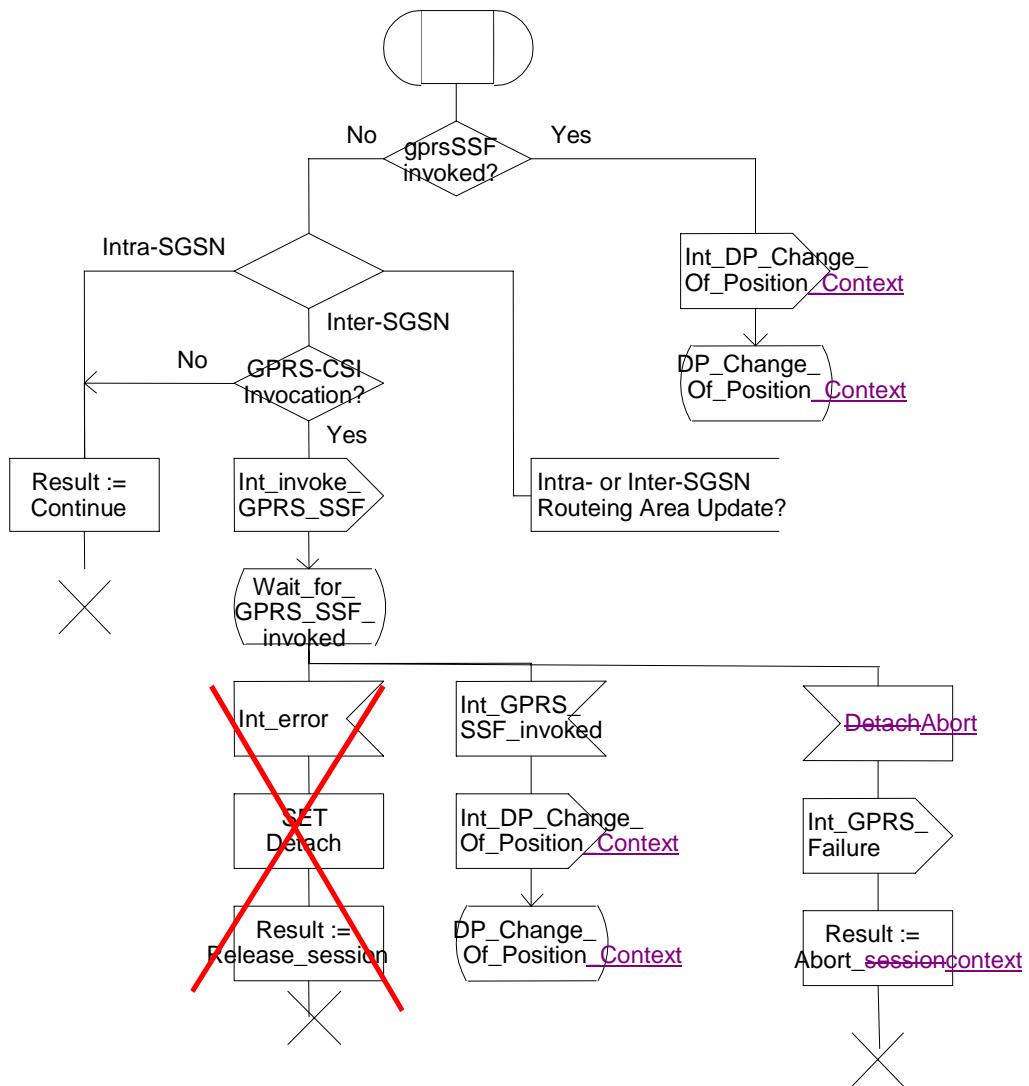 No
Yes
gprsSSF
invoked?
Intra-SGSN
Int_DP_Change_
Of_Position_Context
Inter-SGSN
No
GPRS-CSI
Invocation?
DP_Change_
Of_Position_Context
Yes
Result :=
Continue
Int_invoke_
GPRS_SSF
Intra- or Inter-SGSN
Routeing Area Update?
Wait_for_
GPRS_SSF_
invoked
Int_error
Int_GPRS_
SSF_invoked
DetachAbort
SET
Detach
Int_DP_Change_
Of_Position_Context
Int_GPRS_
Failure
Result :=
Release_session
DP_Change_
Of_Position_Context
Result :=
Abort_sessioncontext